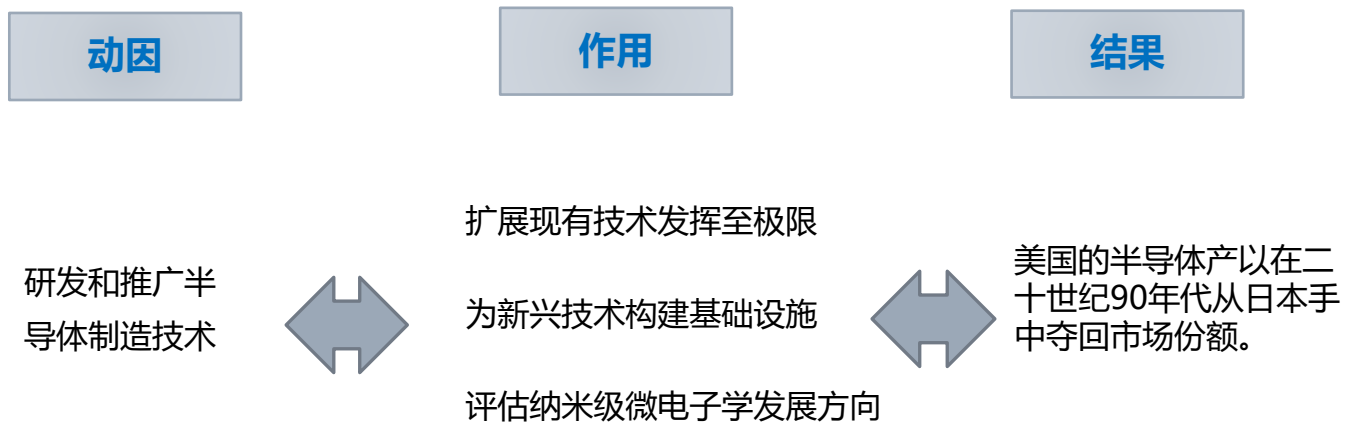 动因
作用
结果
研发和推广半
导体制造技术
扩展现有技术发挥至极限
为新兴技术构建基础设施
评估纳米级微电子学发展方向
美国的半导体产以在二
十世纪90年代从日本手
中夺回市场份额。